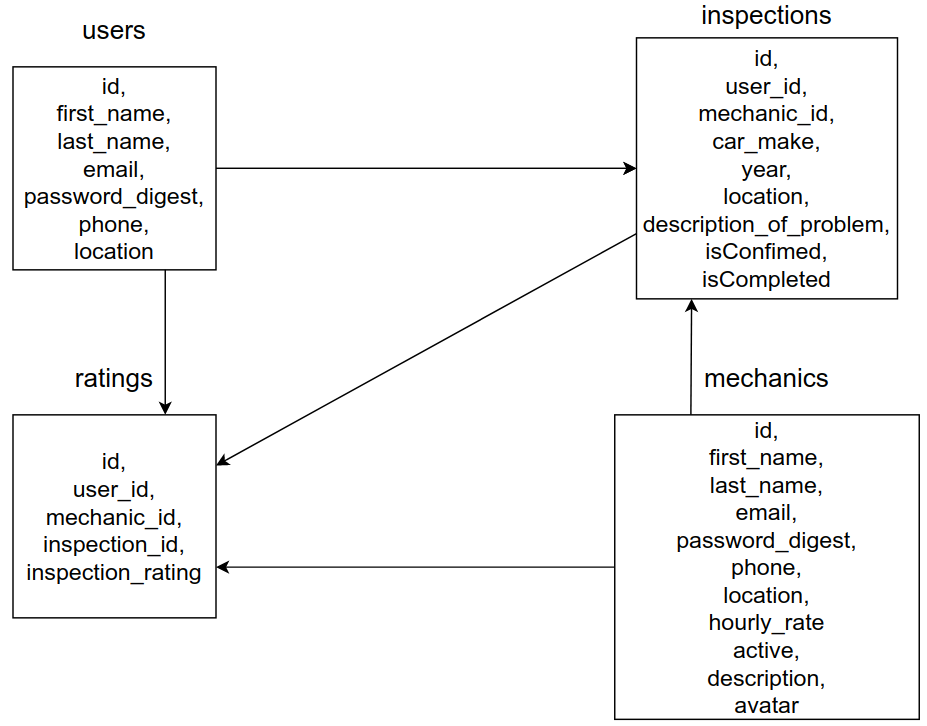 users
id,
first_name,
last_name,
email,
password_digest,
phone,
location
inspections
id,
user_id,
mechanic_id,
car_make,
year,
location,
description_of_problem,
isConfimed,
isCompleted
ratings
id,
user_id,
mechanic_id,
inspection_id,
inspection_rating
mechanics
id,
first_name,
last_name,
email,
password_digest,
phone,
location,
hourly_rate
active,
description,
avatar